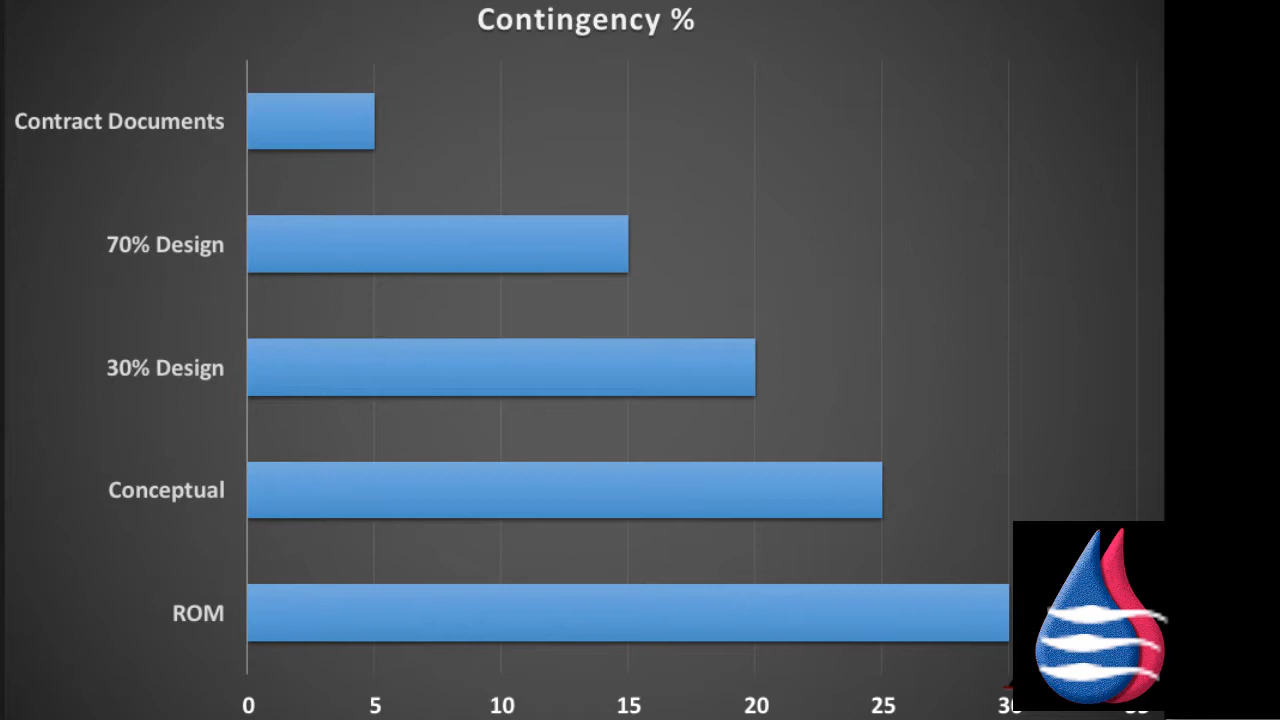 Contingency %
Contract Documents
70% Design
30% Design
Conceptual
ROM
0 5 10 15 20 25